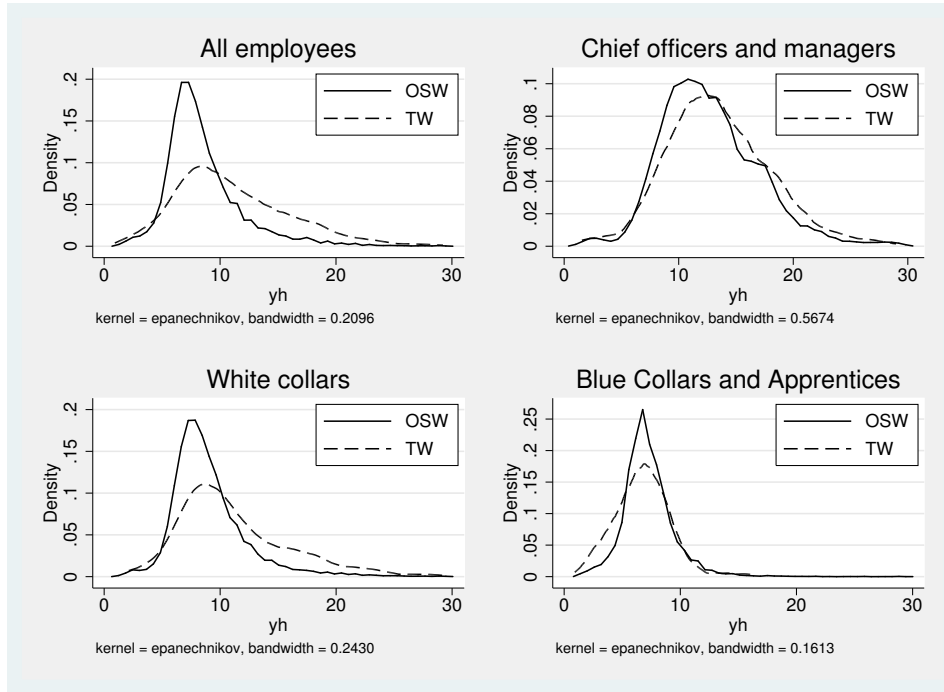 All employees
OSW
TW
Density
0
.05
.1
.15
.2
0 10 20 30
yh
kernel = epanechnikov, bandwidth = 0.2096
Chief officers and managers
OSW
TW
Density
0
.02
.04
.06
.08
.1
0 10 20 30
yh
kernel = epanechnikov, bandwidth = 0.5674
White collars
OSW
TW
Density
0
.05
.1
.15
.2
0 10 20 30
yh
kernel = epanechnikov, bandwidth = 0.2430
Blue Collars and Apprentices
OSW
TW
Density
0
.05
.1
.15
.2
.25
0 10 20 30
yh
kernel = epanechnikov, bandwidth = 0.1613